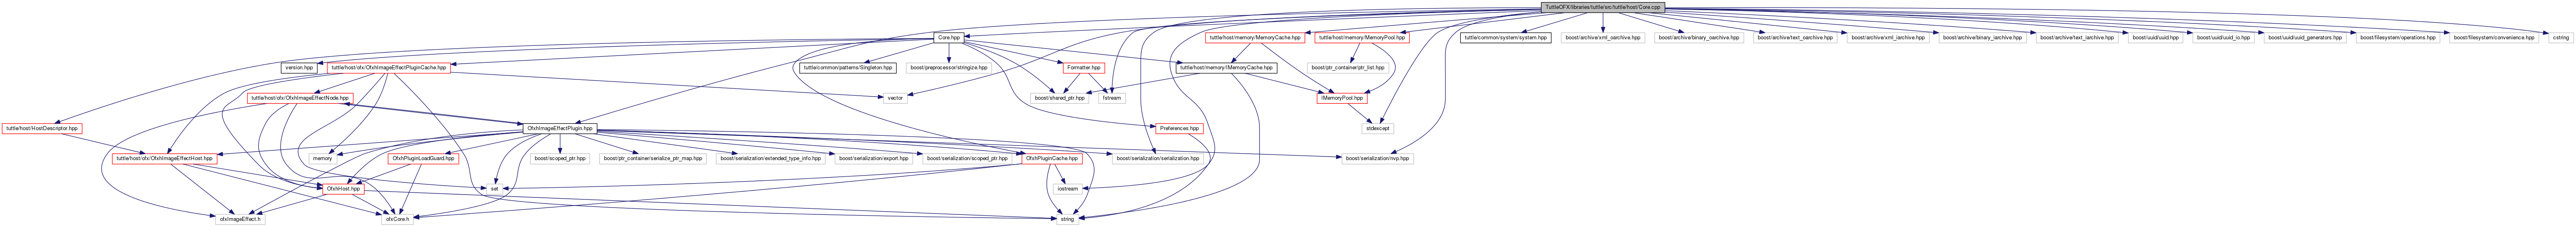 TuttleOFX/libraries/tuttle/src/tuttle/host/Core.cpp
Core.hpp
tuttle/host/memory/MemoryCache.hpp
tuttle/host/memory/MemoryPool.hpp
tuttle/common/system/system.hpp
boost/archive/xml_oarchive.hpp
boost/archive/binary_oarchive.hpp
boost/archive/text_oarchive.hpp
boost/archive/xml_iarchive.hpp
boost/archive/binary_iarchive.hpp
boost/archive/text_iarchive.hpp
boost/uuid/uuid.hpp
boost/uuid/uuid_io.hpp
boost/uuid/uuid_generators.hpp
boost/filesystem/operations.hpp
boost/filesystem/convenience.hpp
cstring
version.hpp
tuttle/host/ofx/OfxhImageEffectPluginCache.hpp
tuttle/common/patterns/Singleton.hpp
boost/preprocessor/stringize.hpp
Formatter.hpp
tuttle/host/memory/IMemoryCache.hpp
boost/ptr_container/ptr_list.hpp
tuttle/host/ofx/OfxhImageEffectNode.hpp
vector
boost/shared_ptr.hpp
fstream
IMemoryPool.hpp
tuttle/host/HostDescriptor.hpp
OfxhImageEffectPlugin.hpp
Preferences.hpp
stdexcept
tuttle/host/ofx/OfxhImageEffectHost.hpp
memory
OfxhPluginLoadGuard.hpp
boost/scoped_ptr.hpp
boost/ptr_container/serialize_ptr_map.hpp
boost/serialization/extended_type_info.hpp
boost/serialization/export.hpp
boost/serialization/scoped_ptr.hpp
OfxhPluginCache.hpp
boost/serialization/serialization.hpp
boost/serialization/nvp.hpp
OfxhHost.hpp
set
iostream
ofxImageEffect.h
ofxCore.h
string